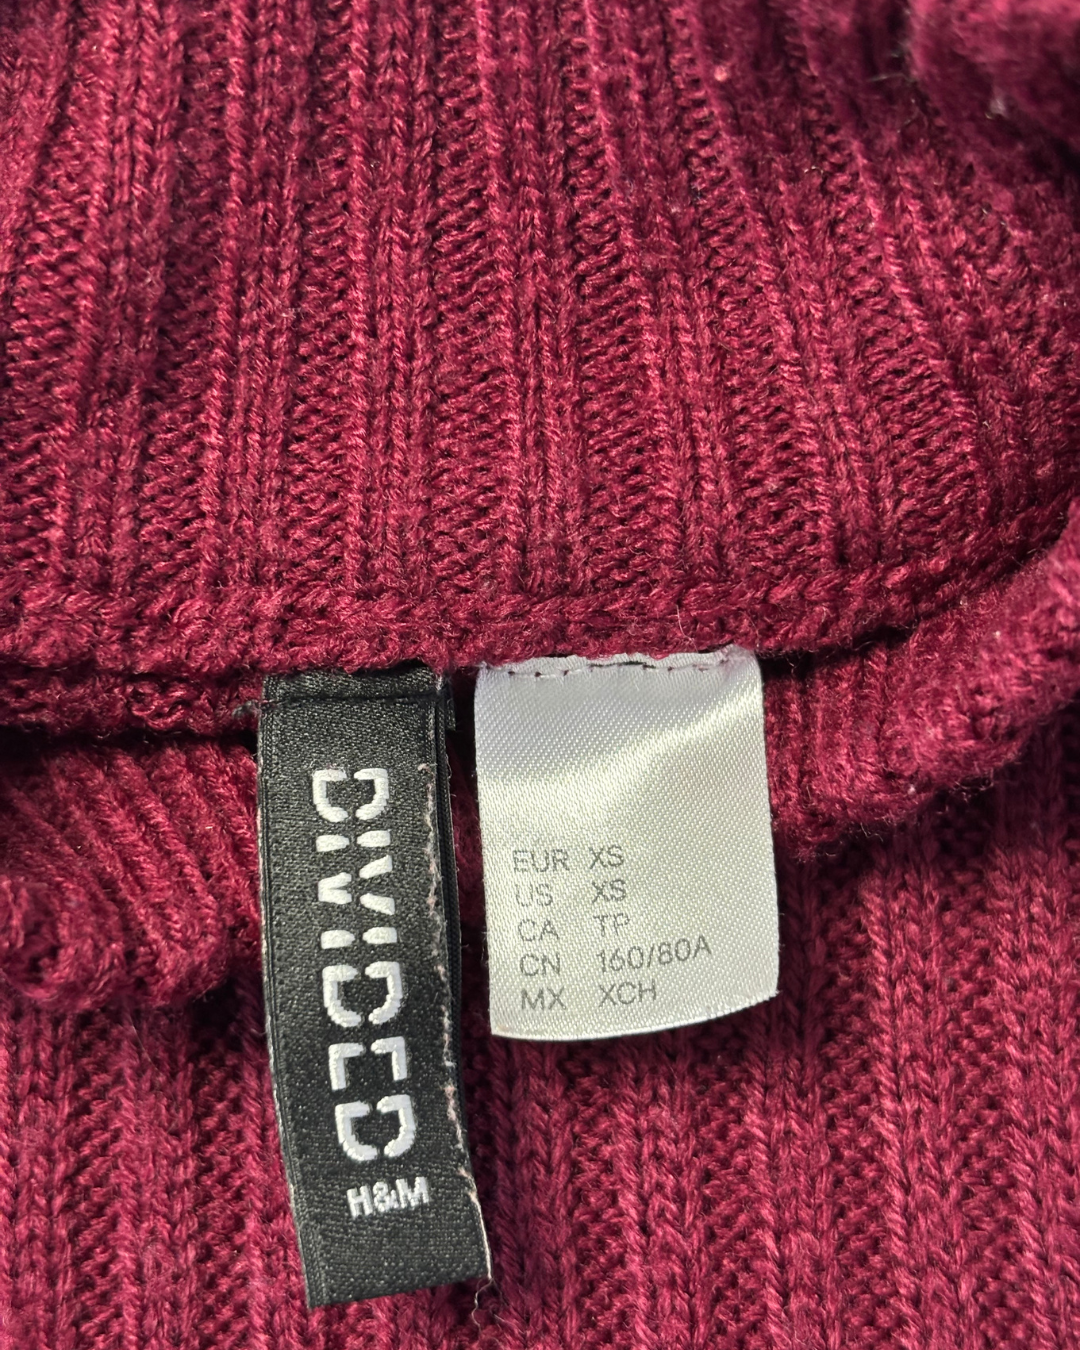 DIVIDED
H&M
EUR XS
US XS
CA TP
CN 160/80A
MX XCH